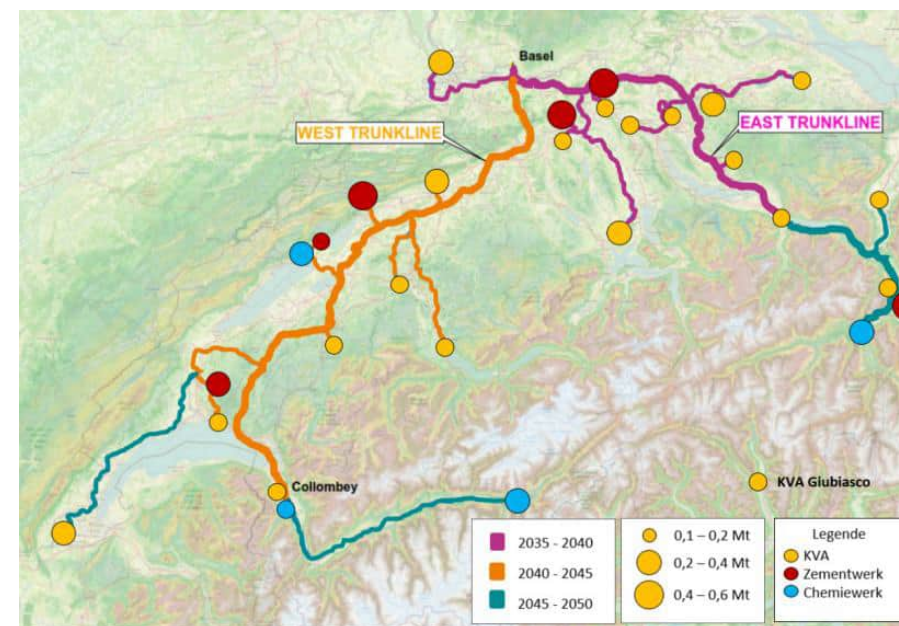 Basel
WEST TRUNKLINE
EAST TRUNKLINE
Collombey
KVA Giubiasco
2035 - 2040
2040 - 2045
2045 - 2050
0,1 – 0,2 Mt
0,2 – 0,4 Mt
0,4 – 0,6 Mt
Legende
KVA
Zementwerk
Chemiewerk